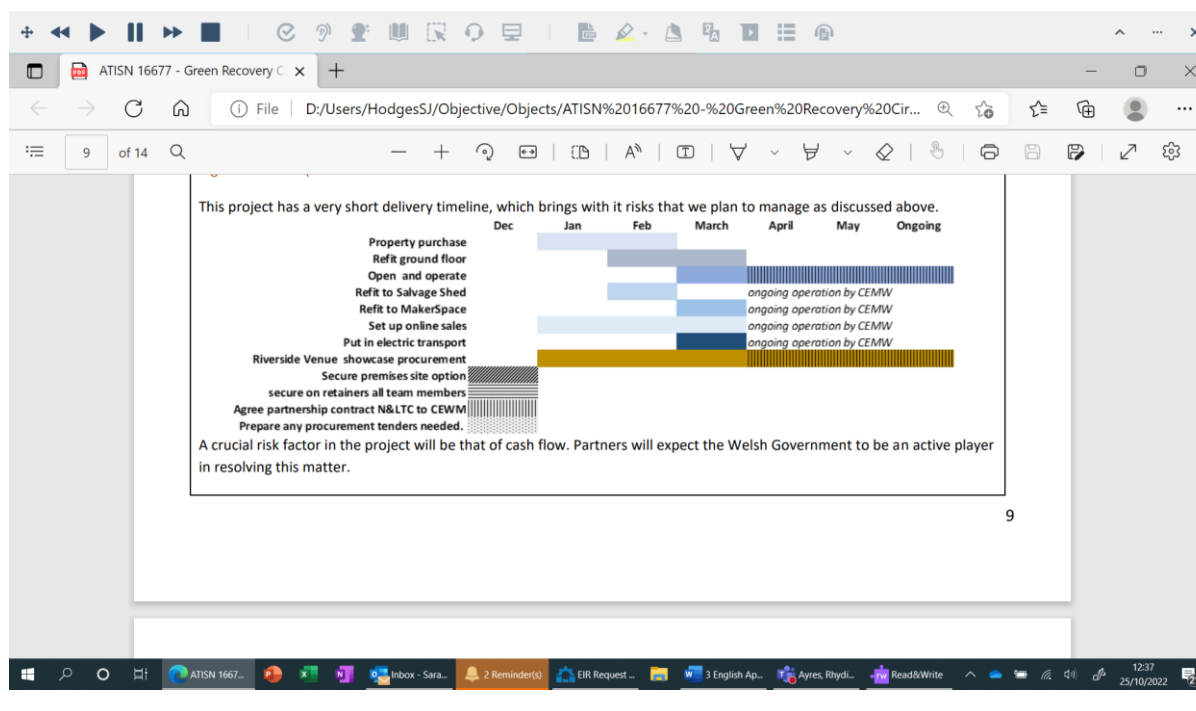 ATISN 16677 - Green Recovery C
File
D:/Users/HodgesSJ/Objective/Objects/ATISN%2016677%20-%20Green%20Recovery%20Cir...
9 of 14
This project has a very short delivery timeline, which brings with it risks that we plan to manage as discussed above.
Dec Jan Feb March April May Ongoing
Property purchase
Refit ground floor
Open and operate
Refit to Salvage Shed ongoing operation by CEMW
Refit to MakerSpace ongoing operation by CEMW
Set up online sales ongoing operation by CEMW
Put in electric transport ongoing operation by CEMW
Riverside Venue showcase procurement
Secure premises site option
secure on retainers all team members
Agree partnership contract N&LTC to CEWM
Prepare any procurement tenders needed.
A crucial risk factor in the project will be that of cash flow. Partners will expect the Welsh Government to be an active player
in resolving this matter.
9
ATISN 1667... Inbox - Sara... 2 Reminder(s) EIR Request ... 3 English Ap... Ayres, Rhydi... Read&Write 12:37
25/10/2022